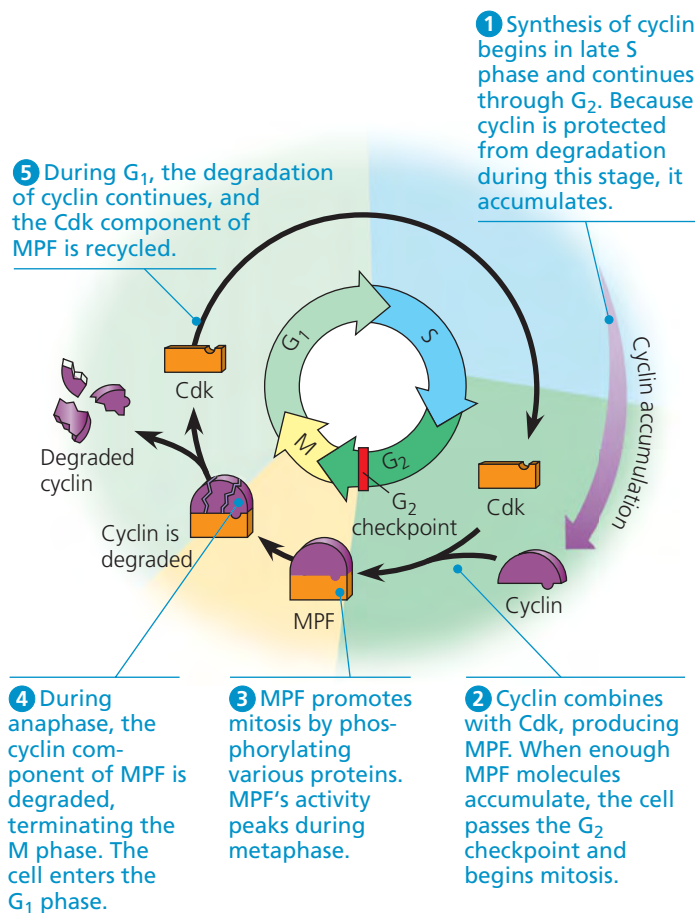 1 Synthesis of cyclin
begins in late S
phase and continues
through G2. Because
cyclin is protected
from degradation
during this stage, it
accumulates.
5 During G1, the degradation
of cyclin continues, and
the Cdk component of
MPF is recycled.
G1
S
G2
M
Cdk
Degraded
cyclin
Cyclin is
degraded
G2
checkpoint
Cdk
Cyclin
MPF
Cyclin accumulation
4 During
anaphase, the
cyclin com-
ponent of MPF is
degraded,
terminating the
M phase. The
cell enters the
G1 phase.
3 MPF promotes
mitosis by phos-
phorylating
various proteins.
MPF's activity
peaks during
metaphase.
2 Cyclin combines
with Cdk, producing
MPF. When enough
MPF molecules
accumulate, the cell
passes the G2
checkpoint and
begins mitosis.